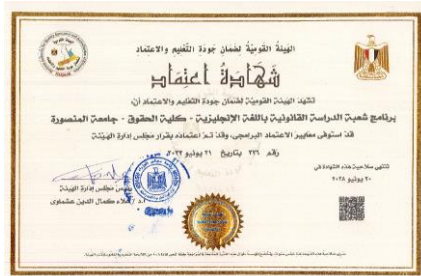 الهيئة القومية لضمان جودة التعليم والاعتماد
شهادة اعتماد
تشهد الهيئة القومية لضمان جودة التعليم والاعتماد أن:
برنامج شعبة الدراسة القانونية باللغة الإنجليزية - كلية الحقوق - جامعة المنصورة
قد استوفى معايير الاعتماد البرامجي، وقد تم اعتماده بقرار مجلس إدارة الهيئة
رقم ٢٢٦ بتاريخ ٢١ يونيو ٢٠٢٣
تنتهي صلاحية هذه الشهادة في
٢٠ يونيو ٢٠٢٨
رئيس مجلس إدارة الهيئة
أ.د علاء كمال الدين عشماوى